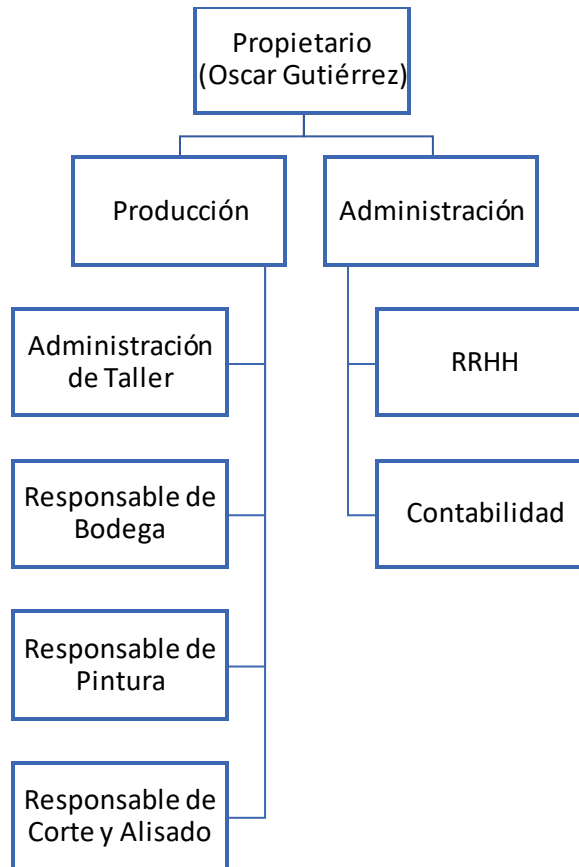 Propietario
(Oscar Gutiérrez)
Producción
Administración
Administración
de Taller
RRHH
Responsable de
Bodega
Contabilidad
Responsable de
Pintura
Responsable de
Corte y Alisado